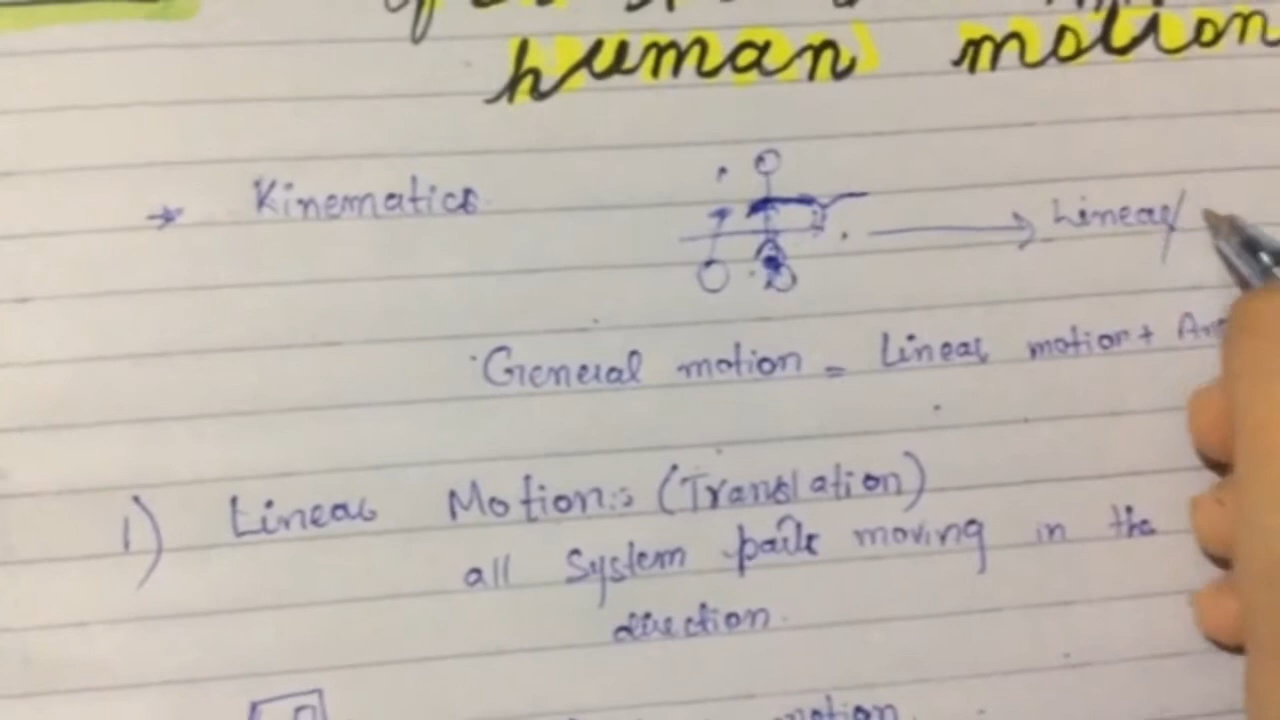 human motion
→ Kinematics
Linear/
General motion = Linear motion +
1) Linear Motion: (Translation)
all system parts moving in the
direction.
motion